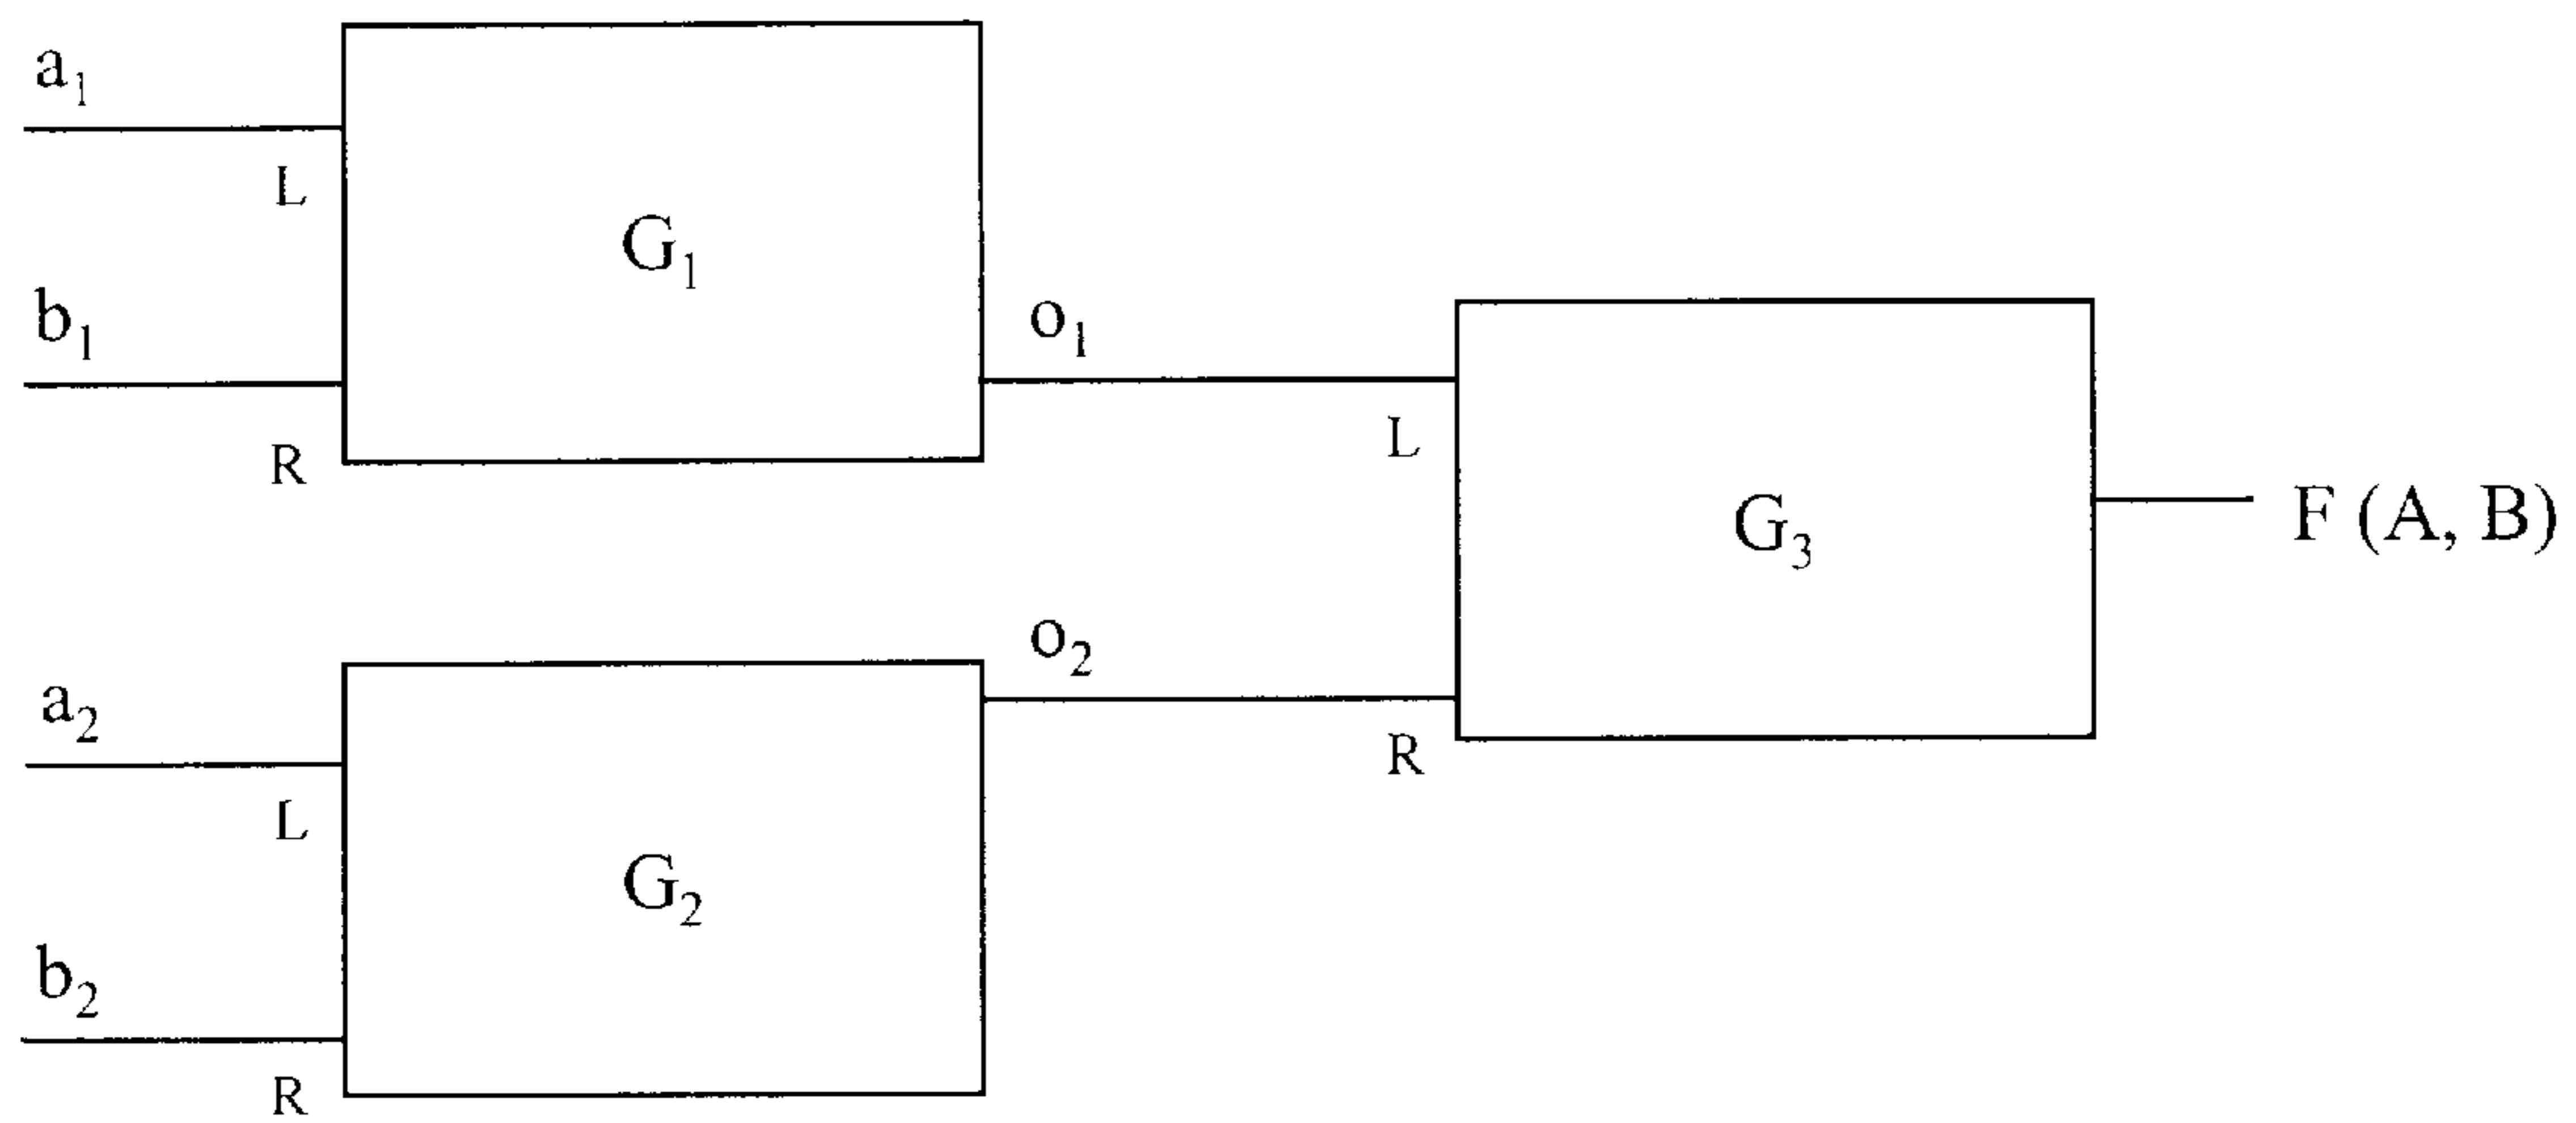 a₁
L
G₁
b₁
R
o₁
L
G₃
F (A, B)
o₂
R
a₂
L
G₂
b₂
R